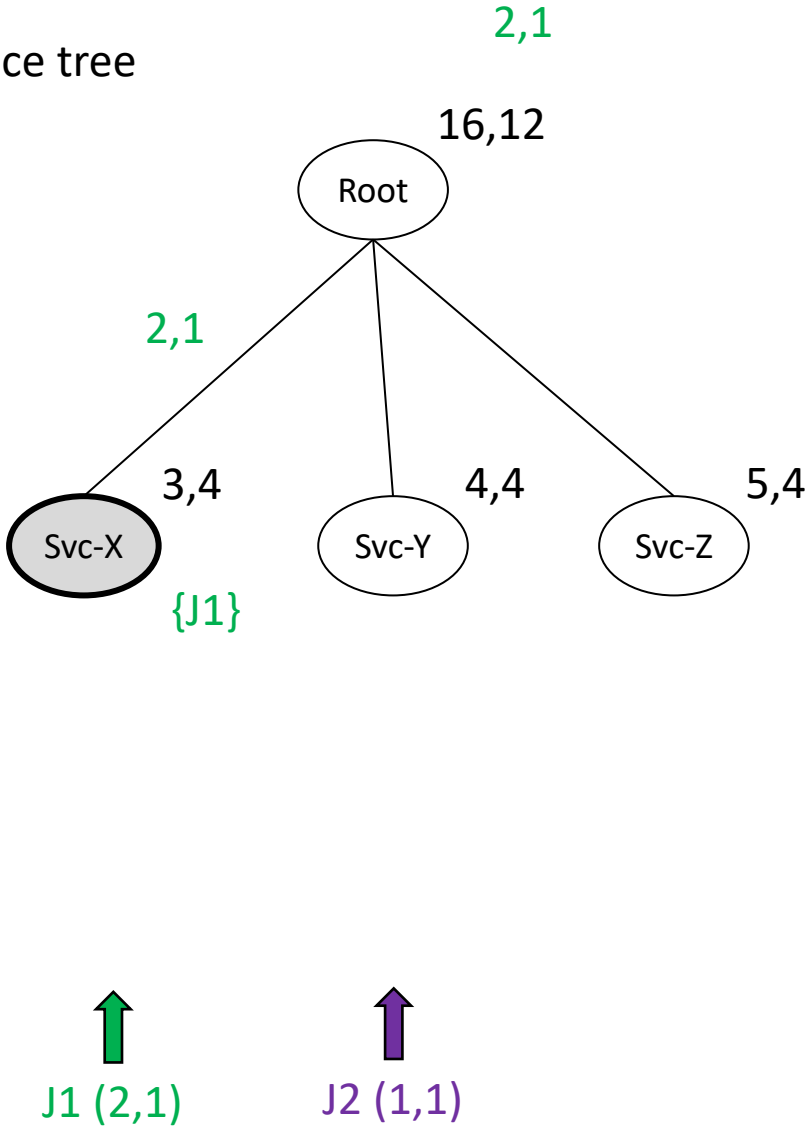 2,1
ce tree
16,12
Root
2,1
3,4
4,4
5,4
Svc-X
Svc-Y
Svc-Z
{J1}
J1 (2,1)
J2 (1,1)